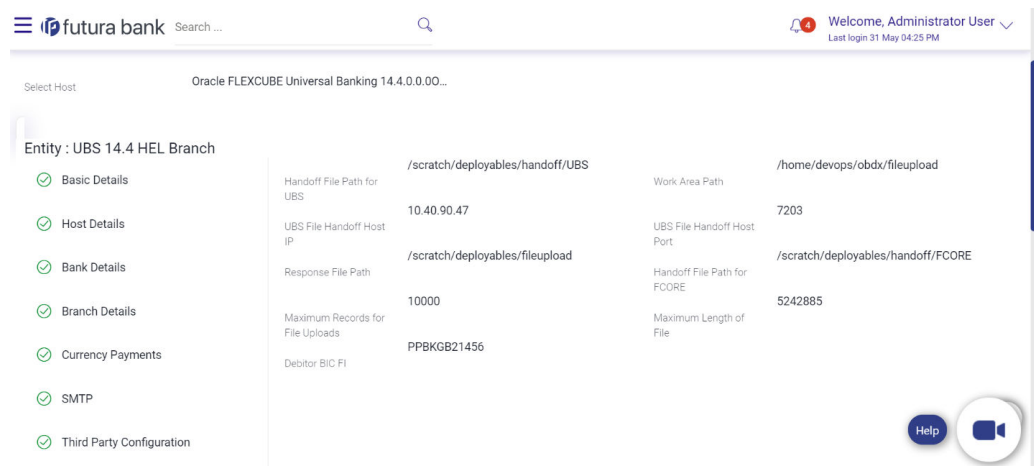 futura bank
Search ...
4
Welcome, Administrator User
Last login 31 May 04:25 PM
Select Host
Oracle FLEXCUBE Universal Banking 14.4.0.0.0O...
Entity : UBS 14.4 HEL Branch
Basic Details
Host Details
Bank Details
Branch Details
Currency Payments
SMTP
Third Party Configuration
Handoff File Path for
UBS
/scratch/deployables/handoff/UBS
Work Area Path
/home/devops/obdx/fileupload
UBS File Handoff Host
IP
10.40.90.47
UBS File Handoff Host
Port
7203
Response File Path
/scratch/deployables/fileupload
Handoff File Path for
FCORE
/scratch/deployables/handoff/FCORE
Maximum Records for
File Uploads
10000
Maximum Length of
File
5242885
Debitor BIC FI
PPBKGB21456
Help